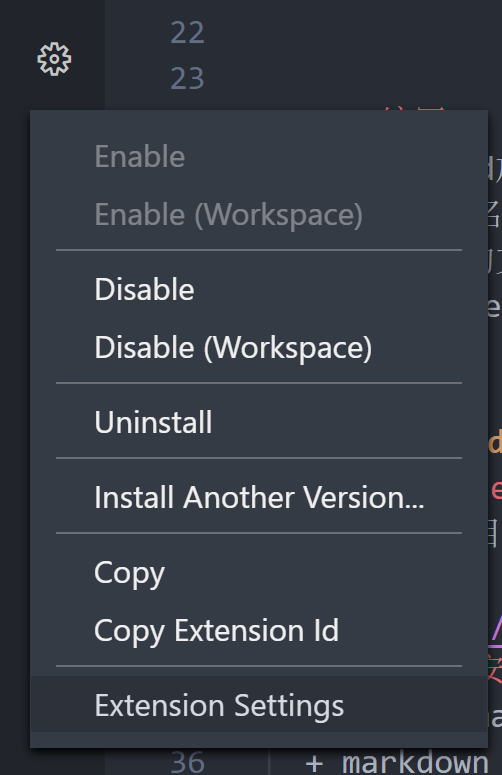 22
23
Enable
Enable (Workspace)
Disable
Disable (Workspace)
Uninstall
Install Another Version...
Copy
Copy Extension Id
Extension Settings
36
+ markdown